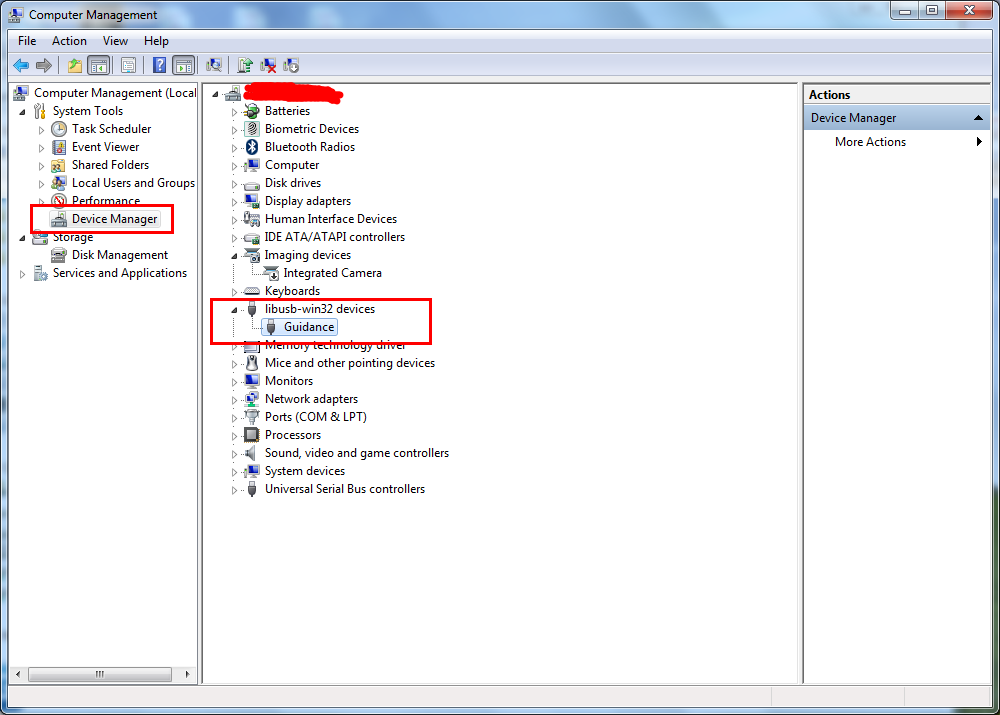 Computer Management
File Action View Help
Computer Management (Local
System Tools
Task Scheduler
Event Viewer
Shared Folders
Local Users and Groups
Performance
Device Manager
Storage
Disk Management
Services and Applications
Batteries
Biometric Devices
Bluetooth Radios
Computer
Disk drives
Display adapters
Human Interface Devices
IDE ATA/ATAPI controllers
Imaging devices
Integrated Camera
Keyboards
libusb-win32 devices
Guidance
Memory technology driver
Mice and other pointing devices
Monitors
Network adapters
Ports (COM & LPT)
Processors
Sound, video and game controllers
System devices
Universal Serial Bus controllers
Actions
Device Manager
More Actions